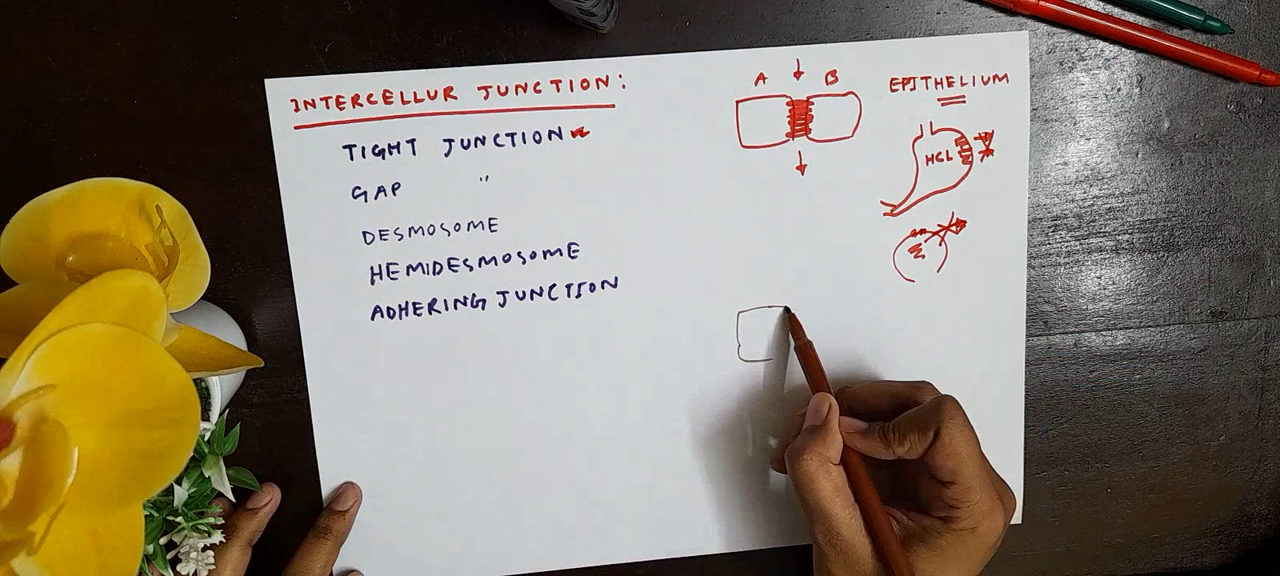 INTERCELLUR JUNCTION:
TIGHT JUNCTION
GAP "
DESMOSOME
HEMIDESMOSOME
ADHERING JUNCTION
A B
EPITHELIUM
HCL